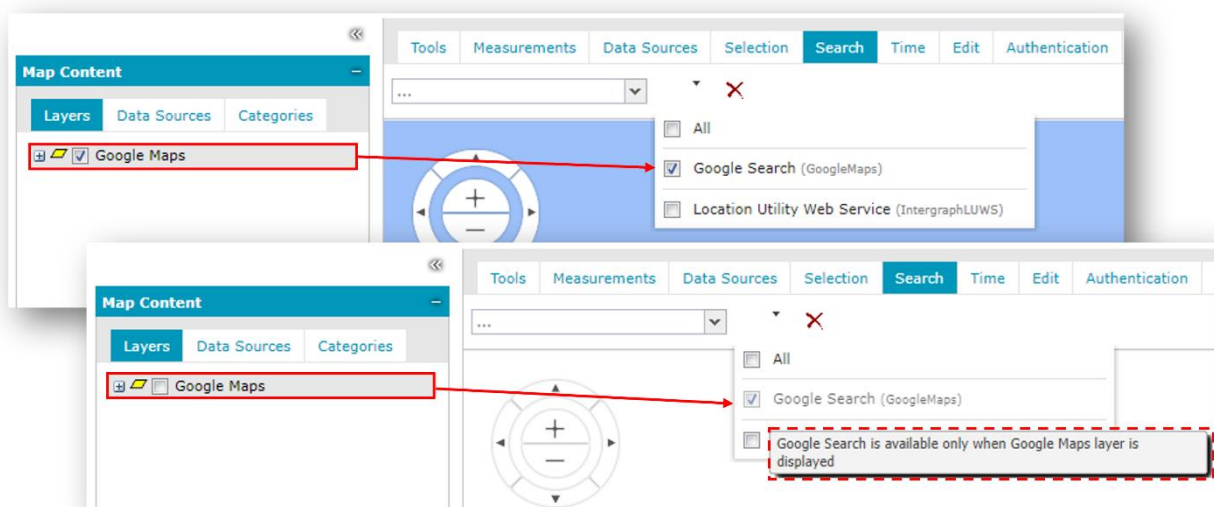 Tools Measurements Data Sources Selection Search Time Edit Authentication
Map Content
...
Layers Data Sources Categories
All
Google Maps
Google Search (GoogleMaps)
Location Utility Web Service (IntergraphLUWS)
Tools Measurements Data Sources Selection Search Time Edit Authentication
Map Content
...
Layers Data Sources Categories
All
Google Maps
Google Search (GoogleMaps)
Google Search is available only when Google Maps layer is
displayed